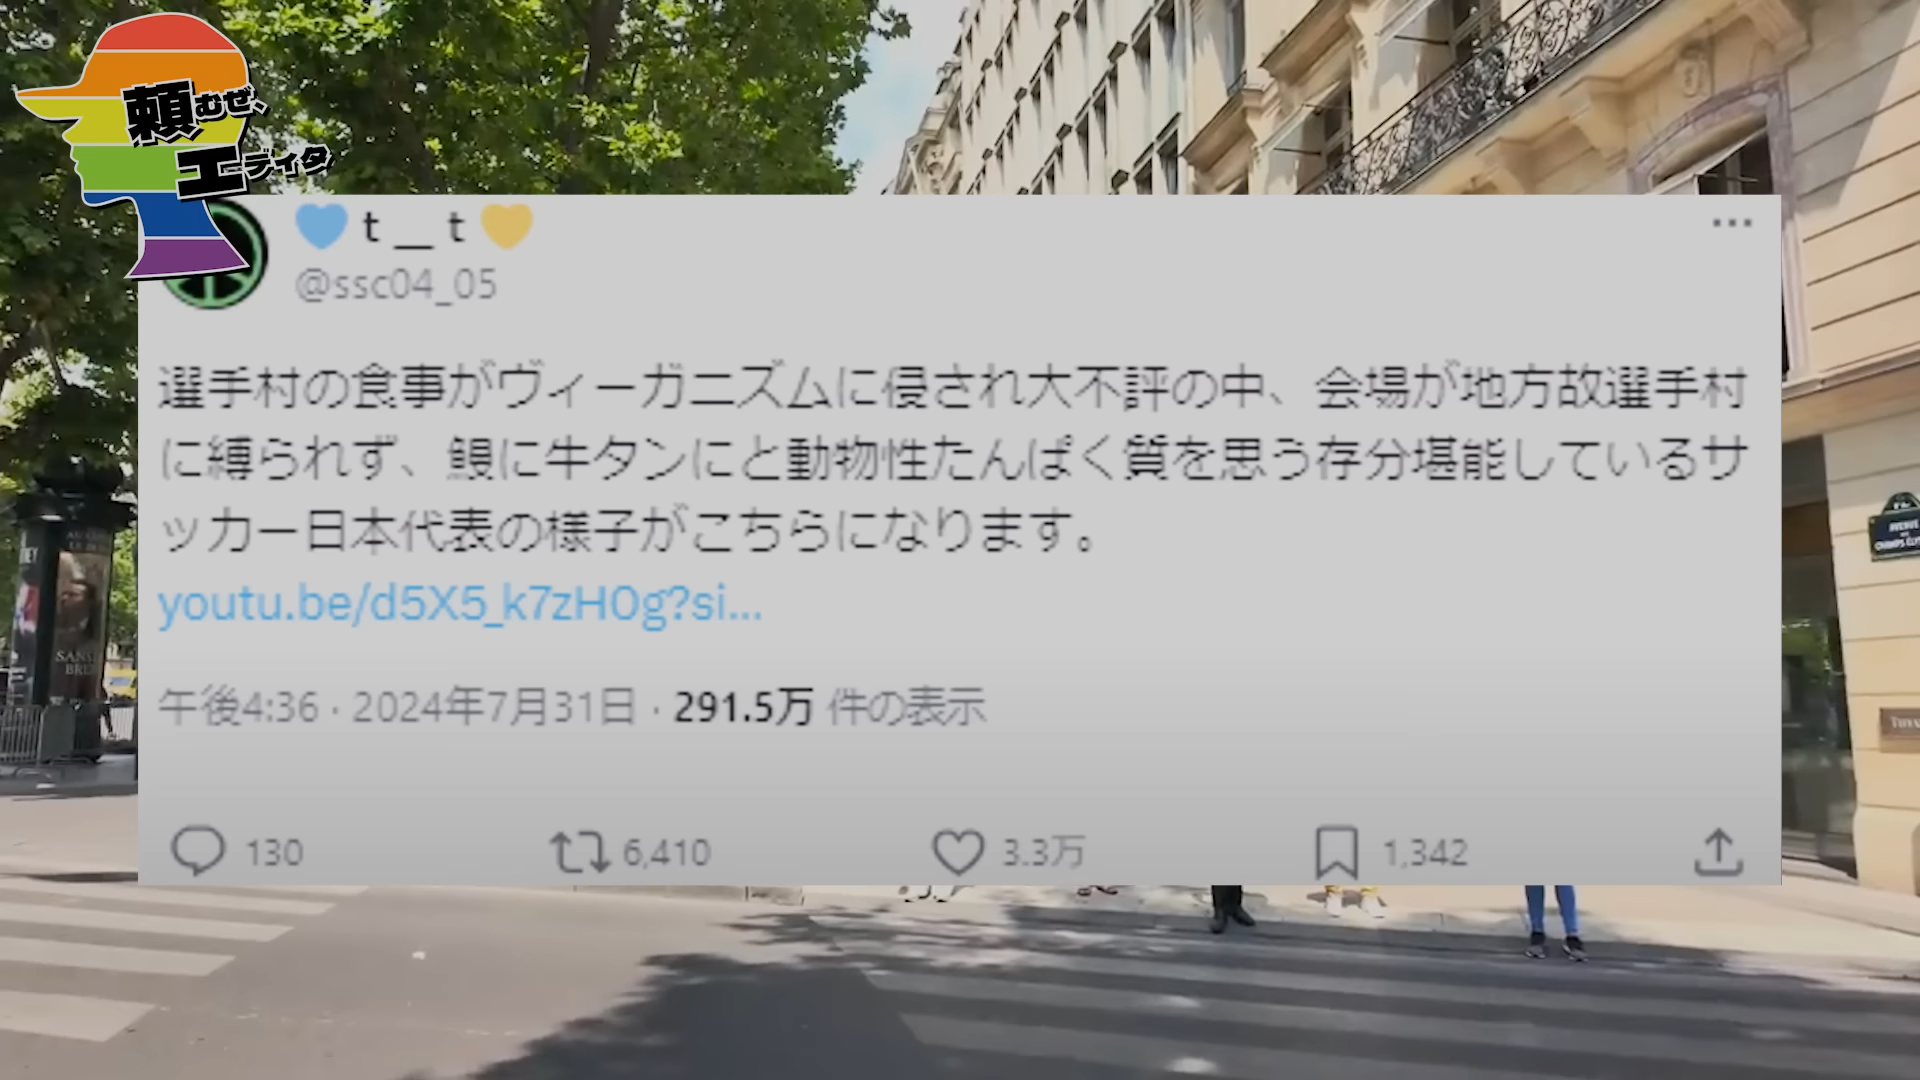 頼むぜ、
エディタ
t __ t
@ssc04_05
選手村の食事がヴィーガニズムに侵され大不評の中、会場が地方故選手村
に縛られず、鰻に牛タンにと動物性たんぱく質を思う存分堪能しているサ
ッカー日本代表の様子がこちらになります。
youtu.be/d5X5_k7zH0g?si...
午後4:36 · 2024年7月31日 · 291.5万 件の表示
130 6,410 3.3万 1,342
AVENUE
CHAMPS ELY
SANS
BRE